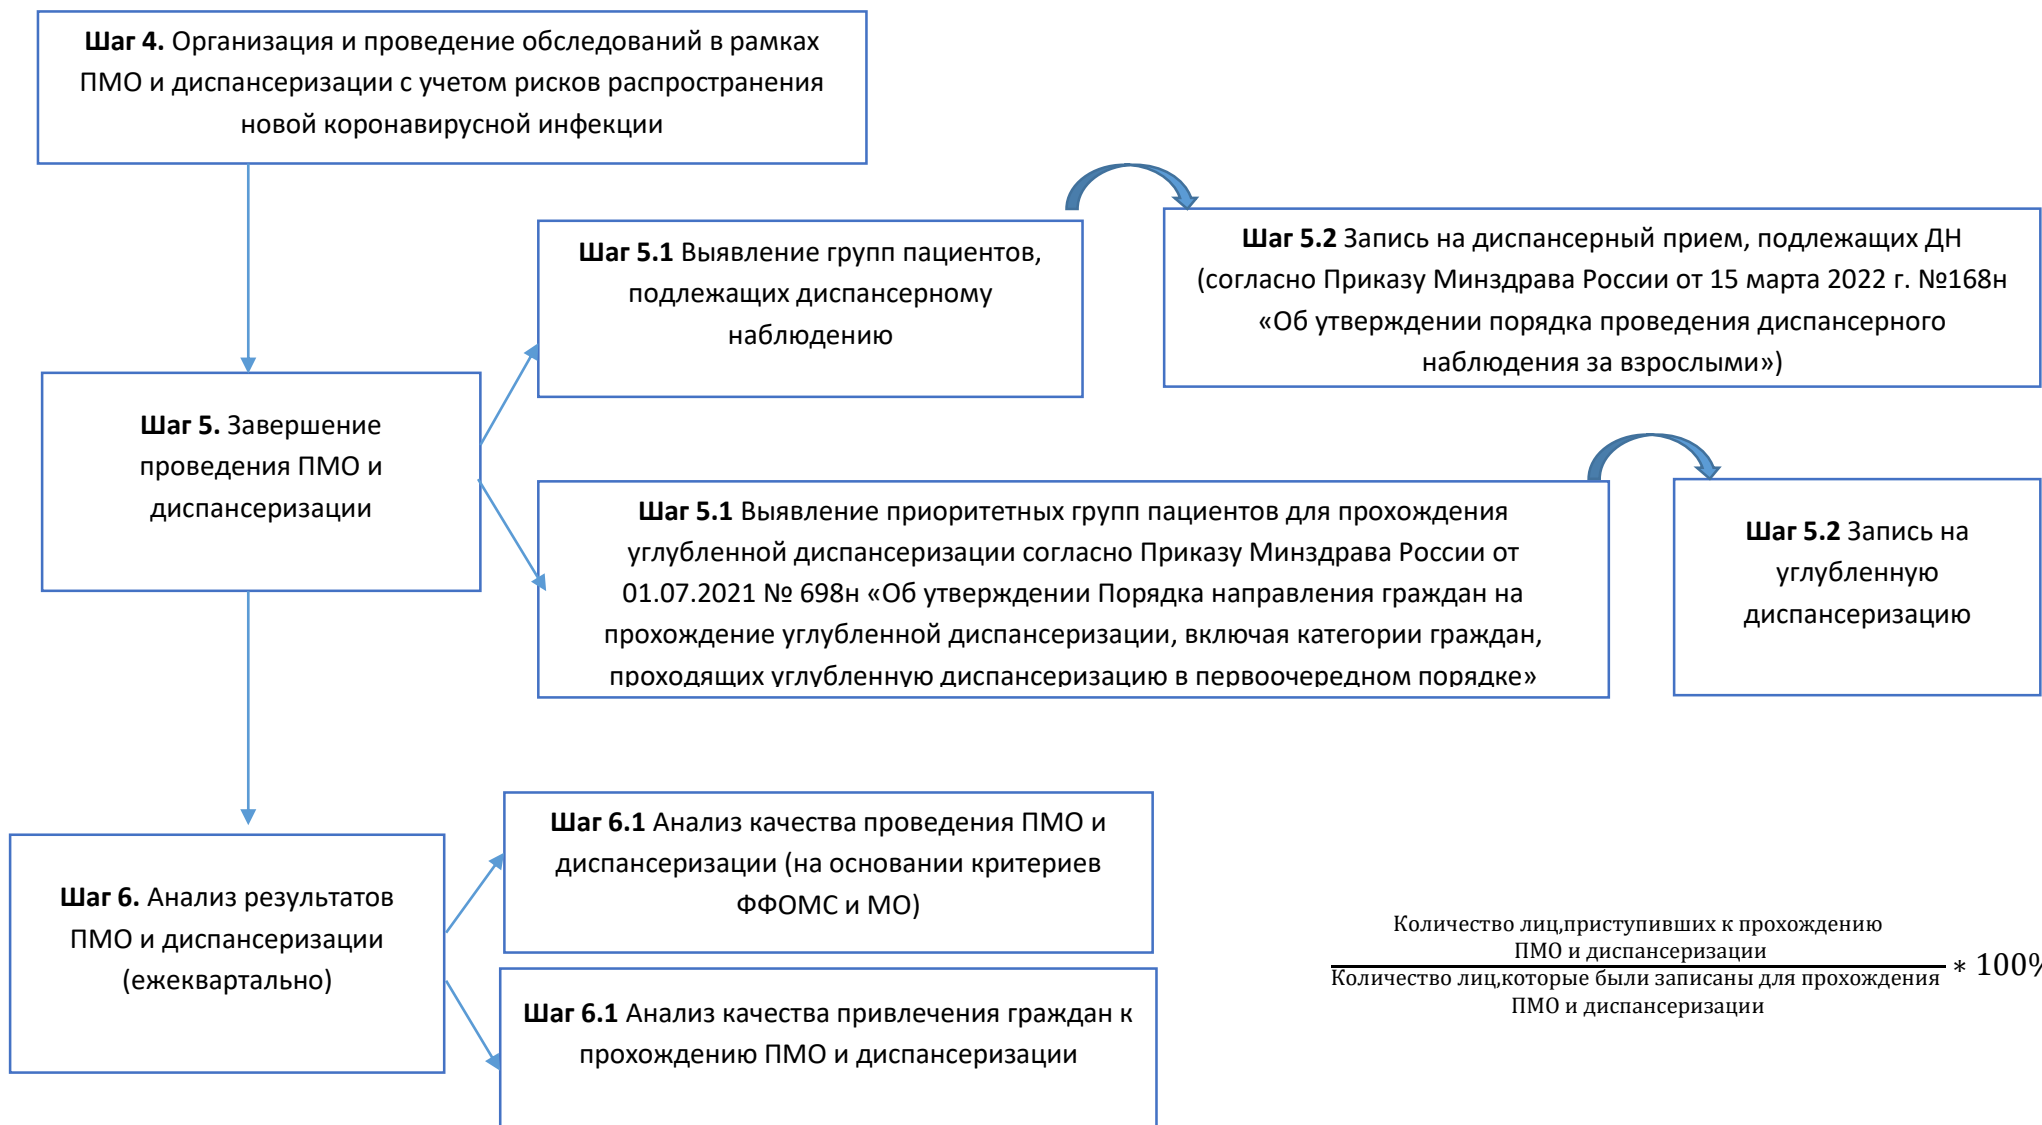 Шаг 4. Организация и проведение обследований в рамках
ПМО и диспансеризации с учетом рисков распространения
новой коронавирусной инфекции
Шаг 5.1 Выявление групп пациентов,
подлежащих диспансерному
наблюдению
Шаг 5.2 Запись на диспансерный прием, подлежащих ДН
(согласно Приказу Минздрава России от 15 марта 2022 г. №168н
«Об утверждении порядка проведения диспансерного
наблюдения за взрослыми»)
Шаг 5. Завершение
проведения ПМО и
диспансеризации
Шаг 5.1 Выявление приоритетных групп пациентов для прохождения
углубленной диспансеризации согласно Приказу Минздрава России от
01.07.2021 № 698н «Об утверждении Порядка направления граждан на
прохождение углубленной диспансеризации, включая категории граждан,
проходящих углубленную диспансеризацию в первоочередном порядке»
Шаг 5.2 Запись на
углубленную
диспансеризацию
Шаг 6. Анализ результатов
ПМО и диспансеризации
(ежеквартально)
Шаг 6.1 Анализ качества проведения ПМО и
диспансеризации (на основании критериев
ФФОМС и МО)
Шаг 6.1 Анализ качества привлечения граждан к
прохождению ПМО и диспансеризации
Количество лиц,приступивших к прохождению
ПМО и диспансеризации
Количество лиц,которые были записаны для прохождения
ПМО и диспансеризации
* 100%